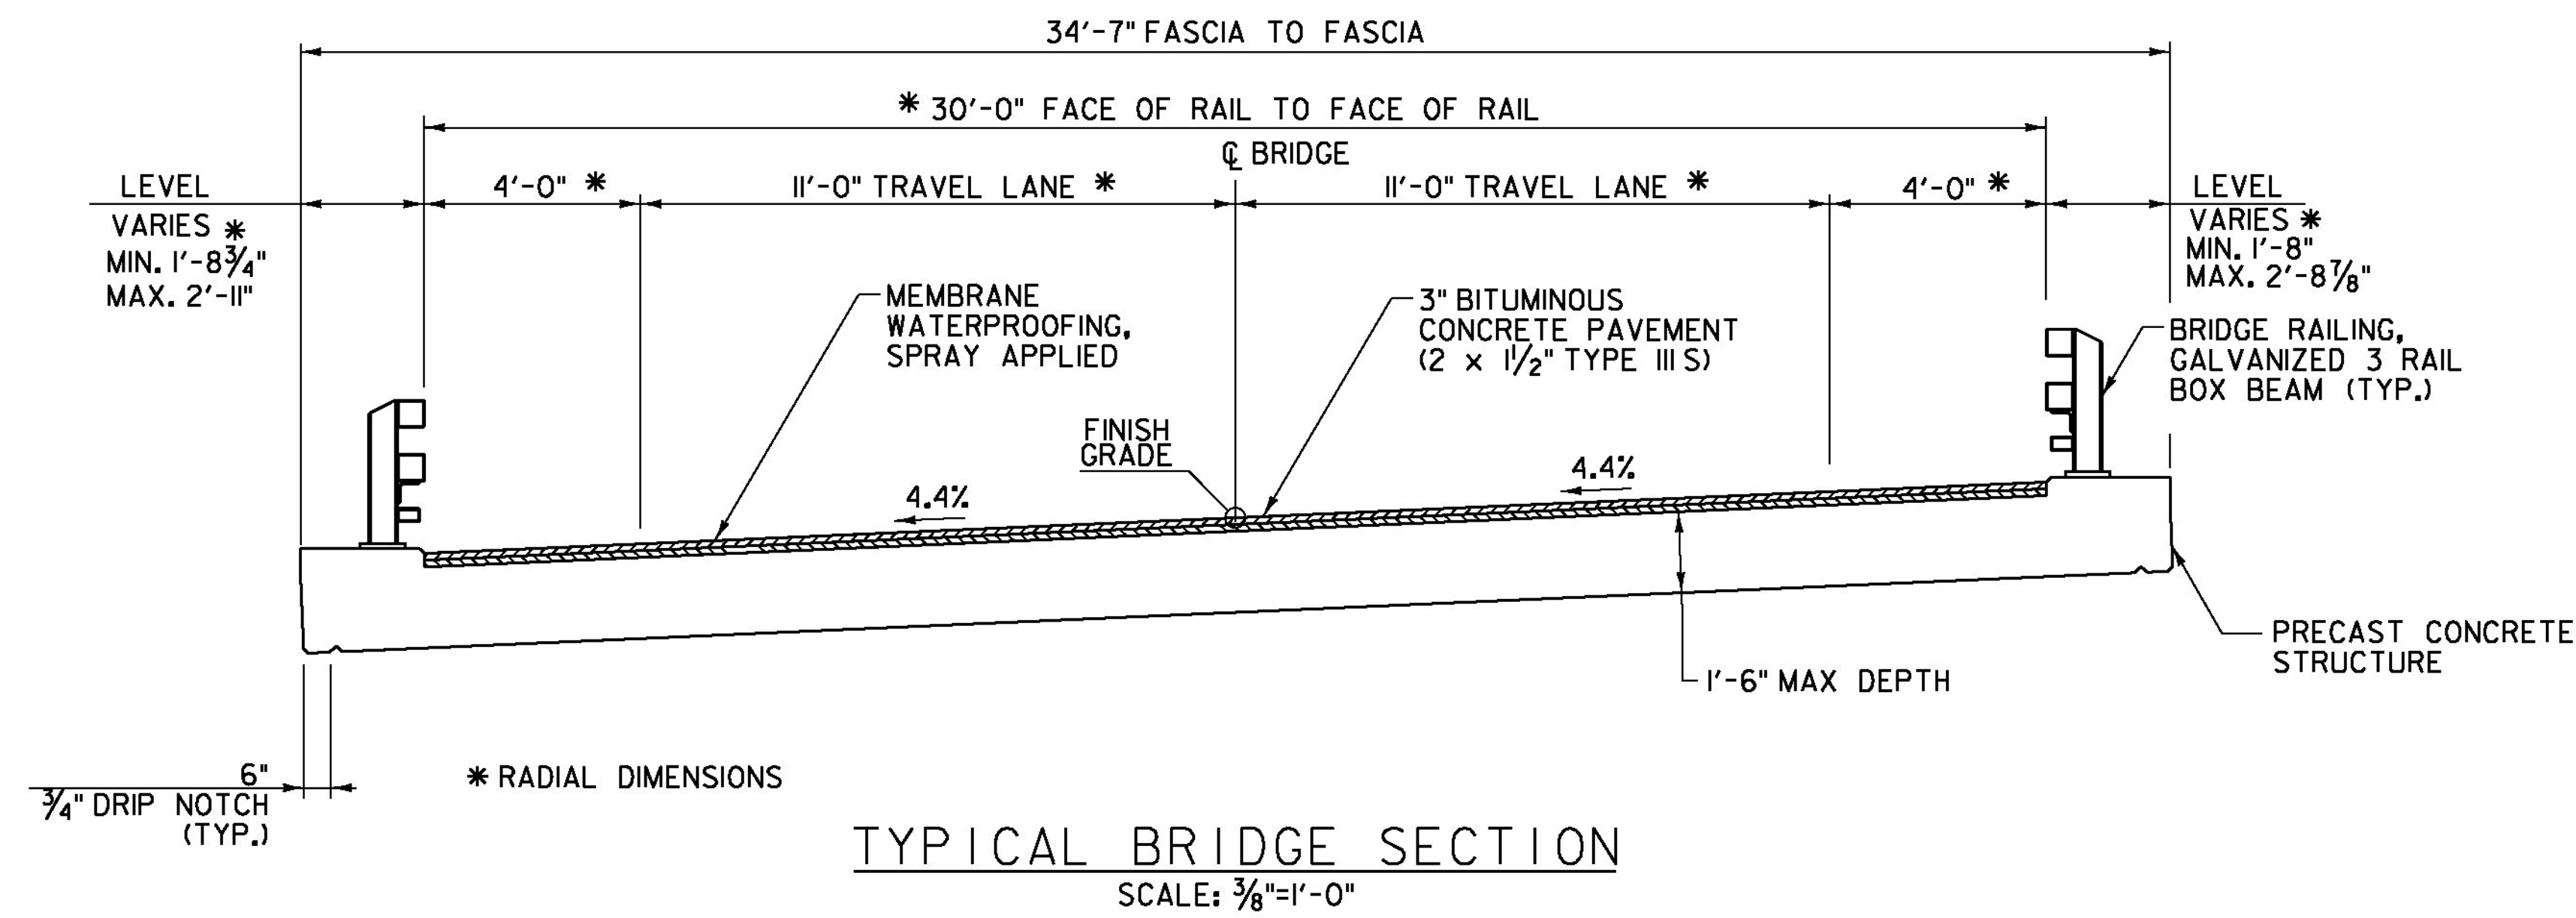 34'-7" FASCIA TO FASCIA
* 30'-0" FACE OF RAIL TO FACE OF RAIL
℄ BRIDGE
LEVEL
VARIES *
MIN. 1'-8¾"
MAX. 2'-11"
4'-0" *
11'-0" TRAVEL LANE *
11'-0" TRAVEL LANE *
4'-0" *
LEVEL
VARIES *
MIN. 1'-8"
MAX. 2'-8⅞"
MEMBRANE
WATERPROOFING,
SPRAY APPLIED
3" BITUMINOUS
CONCRETE PAVEMENT
(2 x 1½" TYPE III S)
BRIDGE RAILING,
GALVANIZED 3 RAIL
BOX BEAM (TYP.)
FINISH
GRADE
4.4%
4.4%
PRECAST CONCRETE
STRUCTURE
1'-6" MAX DEPTH
6"
¾" DRIP NOTCH
(TYP.)
* RADIAL DIMENSIONS
TYPICAL BRIDGE SECTION
SCALE: ⅜"=1'-0"